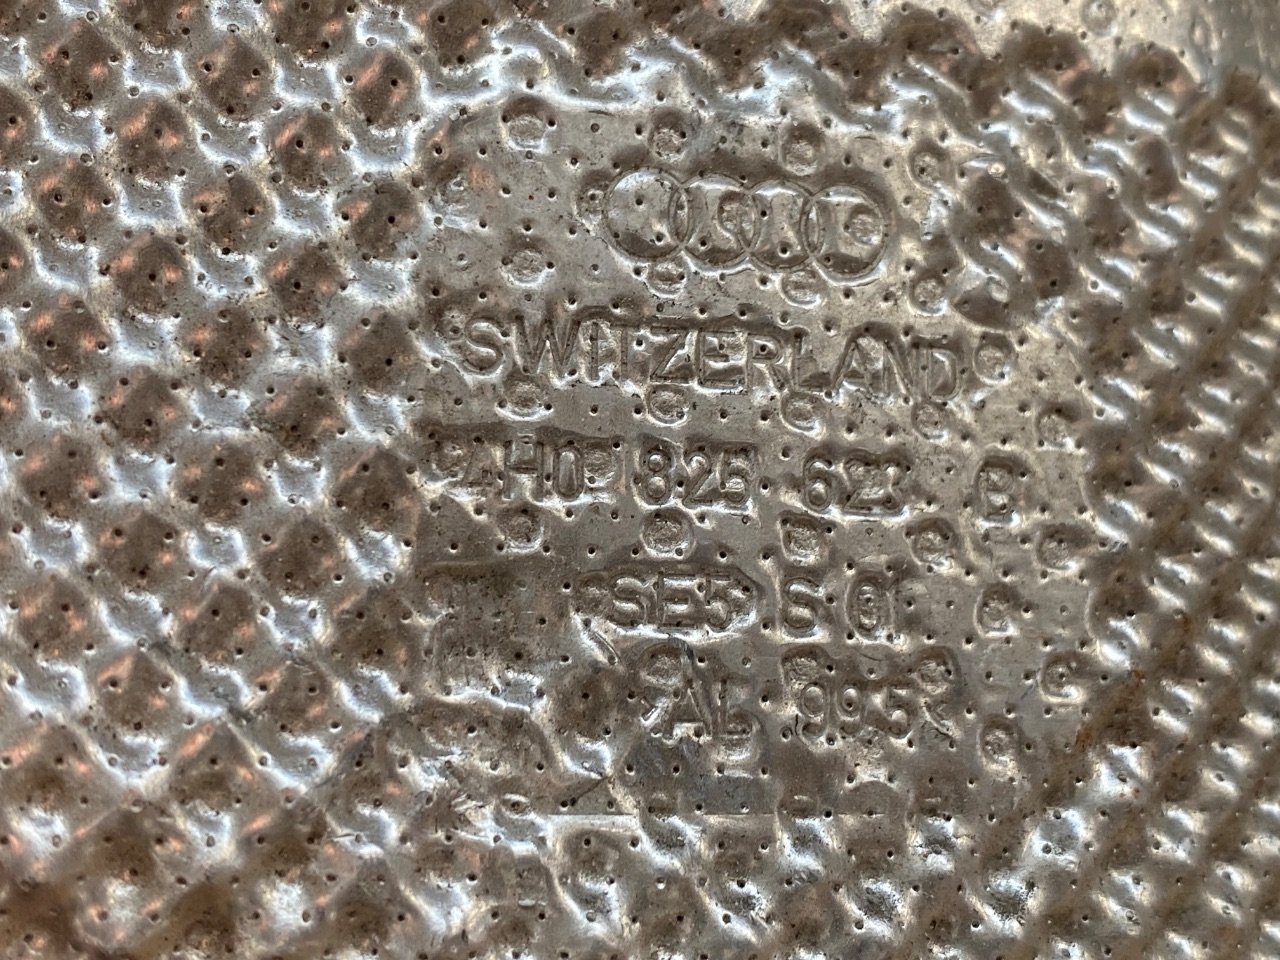 SWITZERLAND
4H0 825 623 B
SE5 S 0
>AL 99.5<